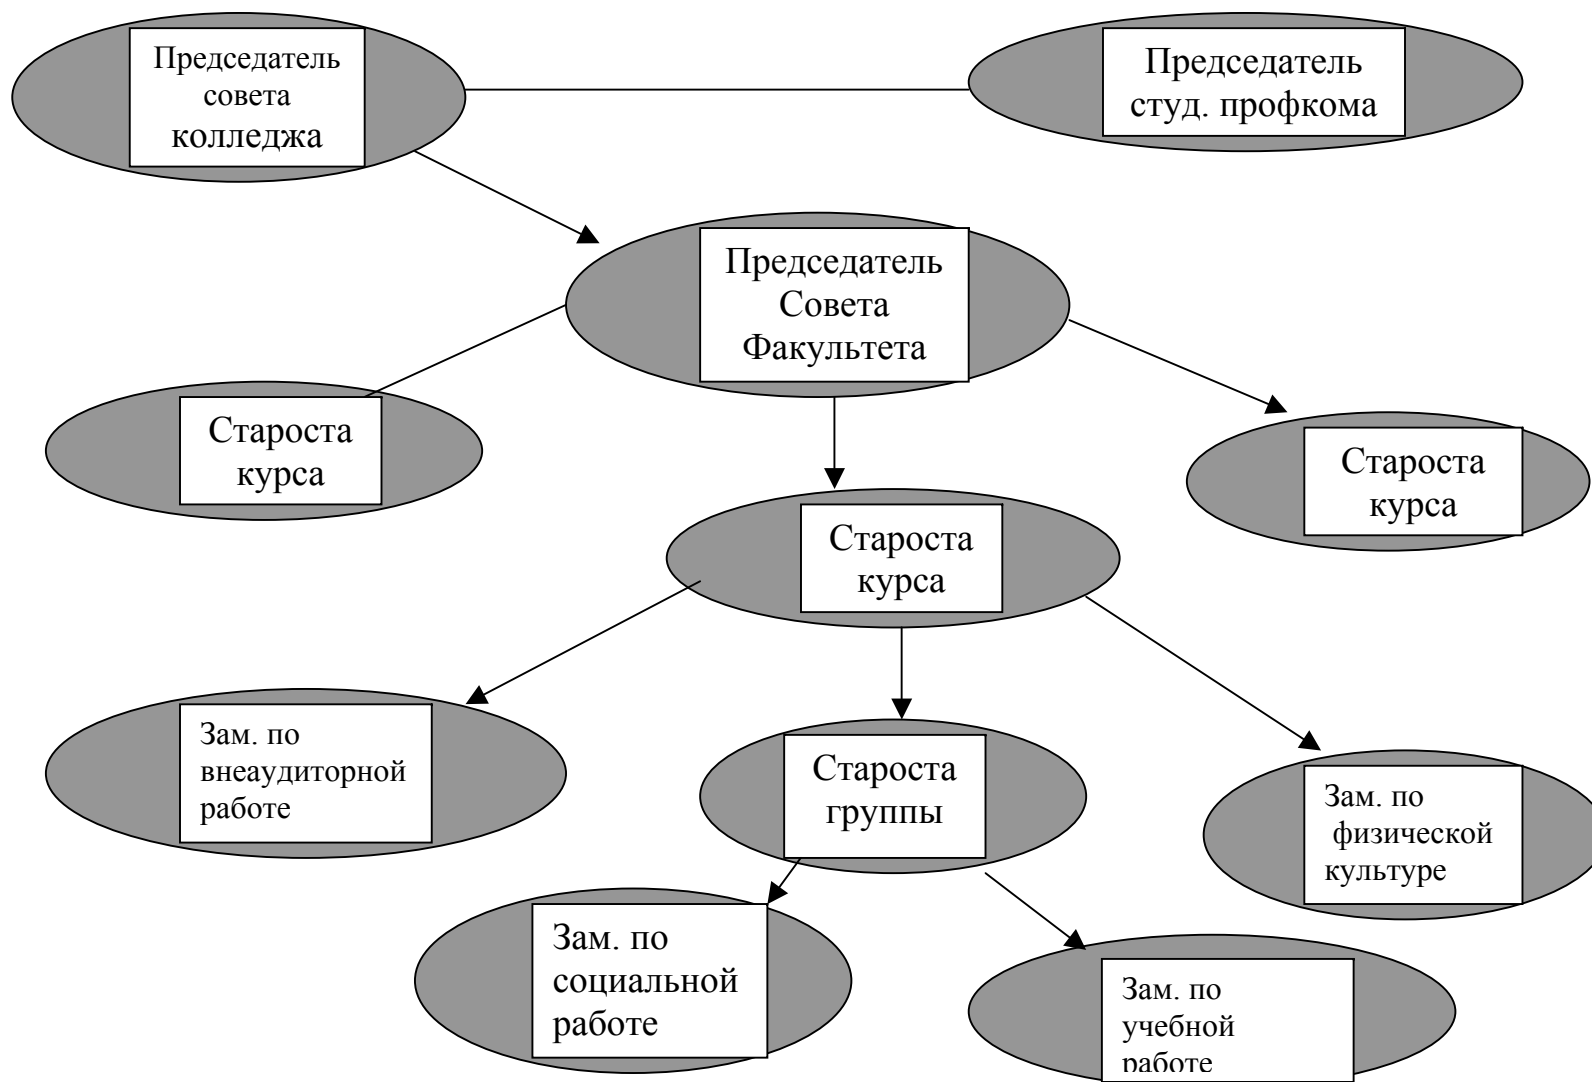 Председатель
совета
колледжа
Председатель
студ. профкома
Председатель
Совета
Факультета
Староста
курса
Староста
курса
Староста
курса
Зам. по
внеаудиторной
работе
Староста
группы
Зам. по
физической
культуре
Зам. по
социальной
работе
Зам. по
учебной
работе